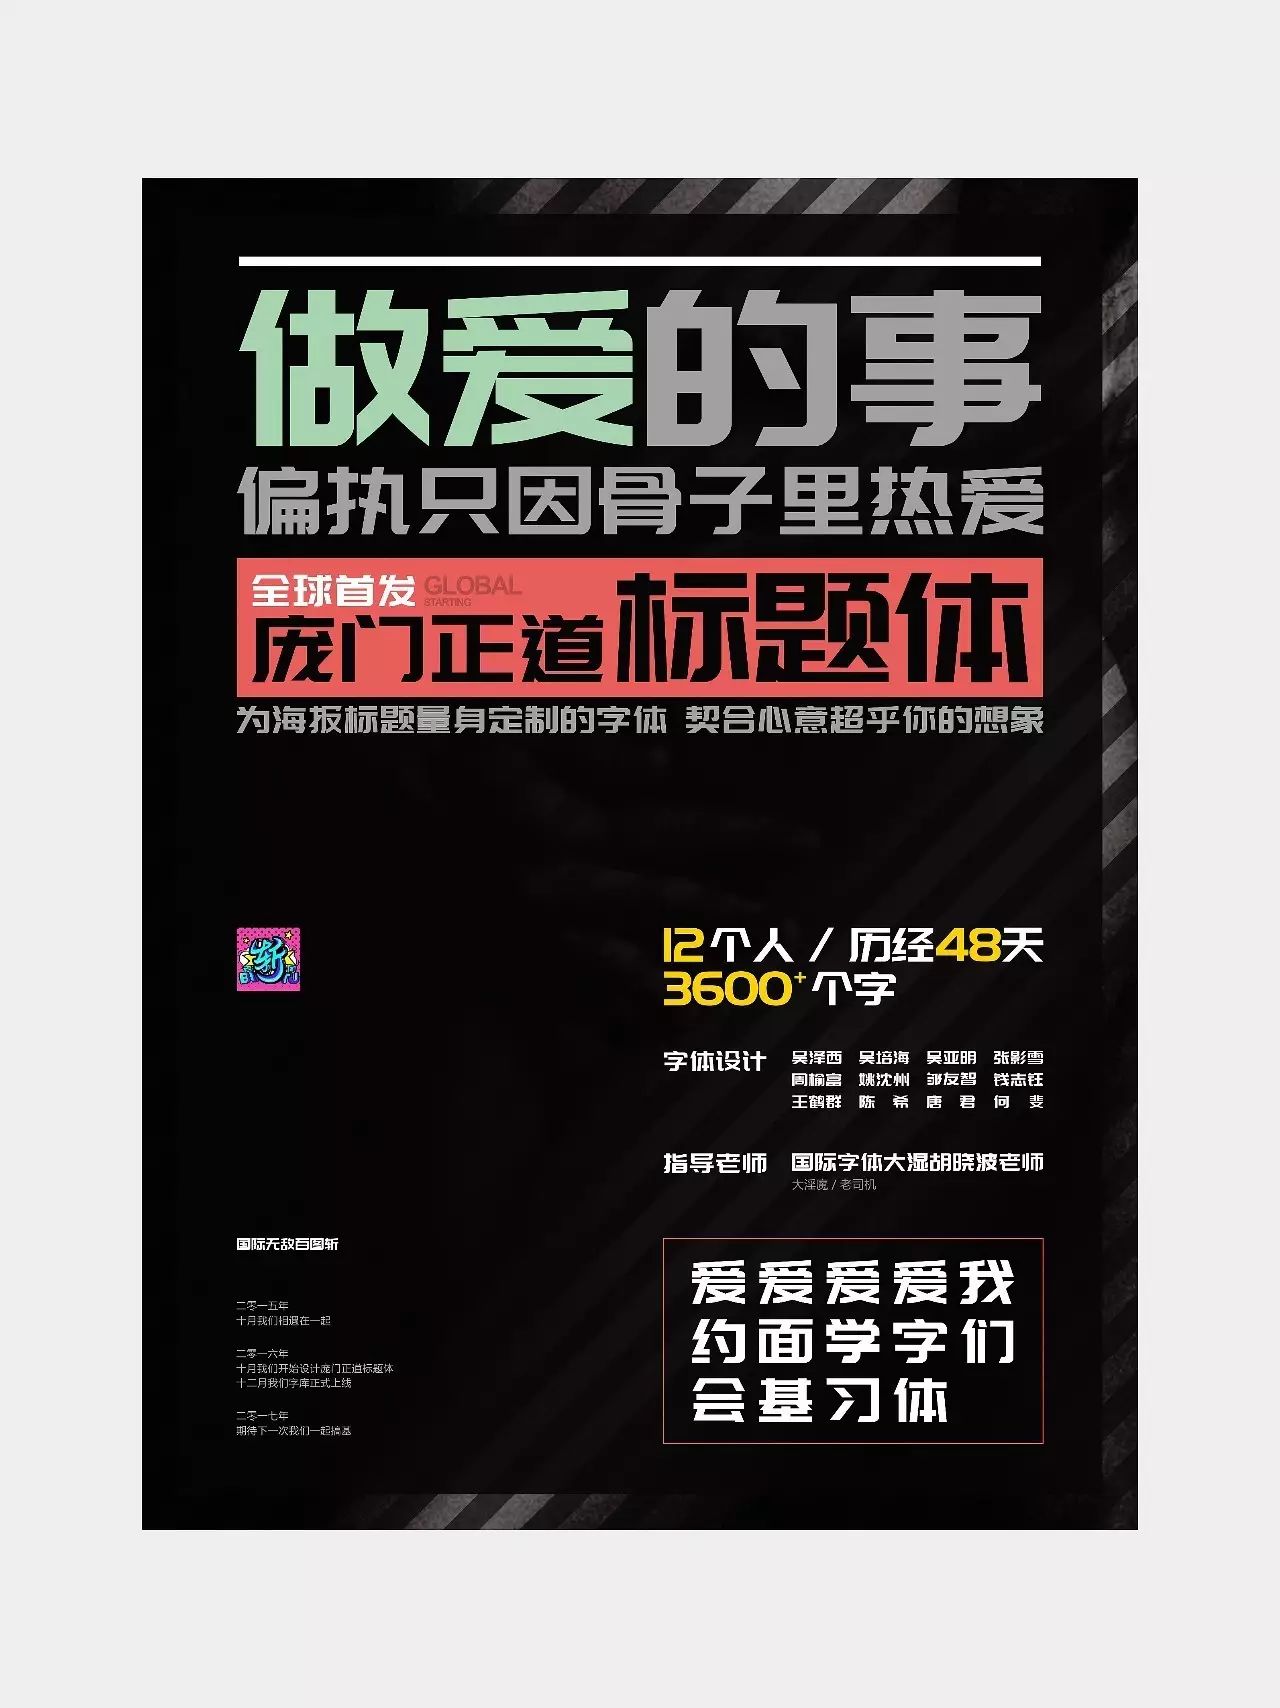 做爱的事
偏执只因骨子里热爱
全球首发 GLOBAL
STARTING
庞门正道标题体
为海报标题量身定制的字体 契合心意超乎你的想象
斩
12个人 / 历经48天
3600+个字
字体设计 吴泽西 吴培海 吴亚明 张影雪
周榆富 姚沈州 邹友智 钱志钰
王鹤群 陈希 唐君 何斐
指导老师 国际字体大湿胡晓波老师
大淫魔 / 老司机
国际无敌百图斩
二零一五年
十月我们相遇在一起
二零一六年
十月我们开始设计庞门正道标题体
十二月我们字库正式上线
二零一七年
期待下一次我们一起搞基
爱爱爱爱我
约面学字们
会基习体